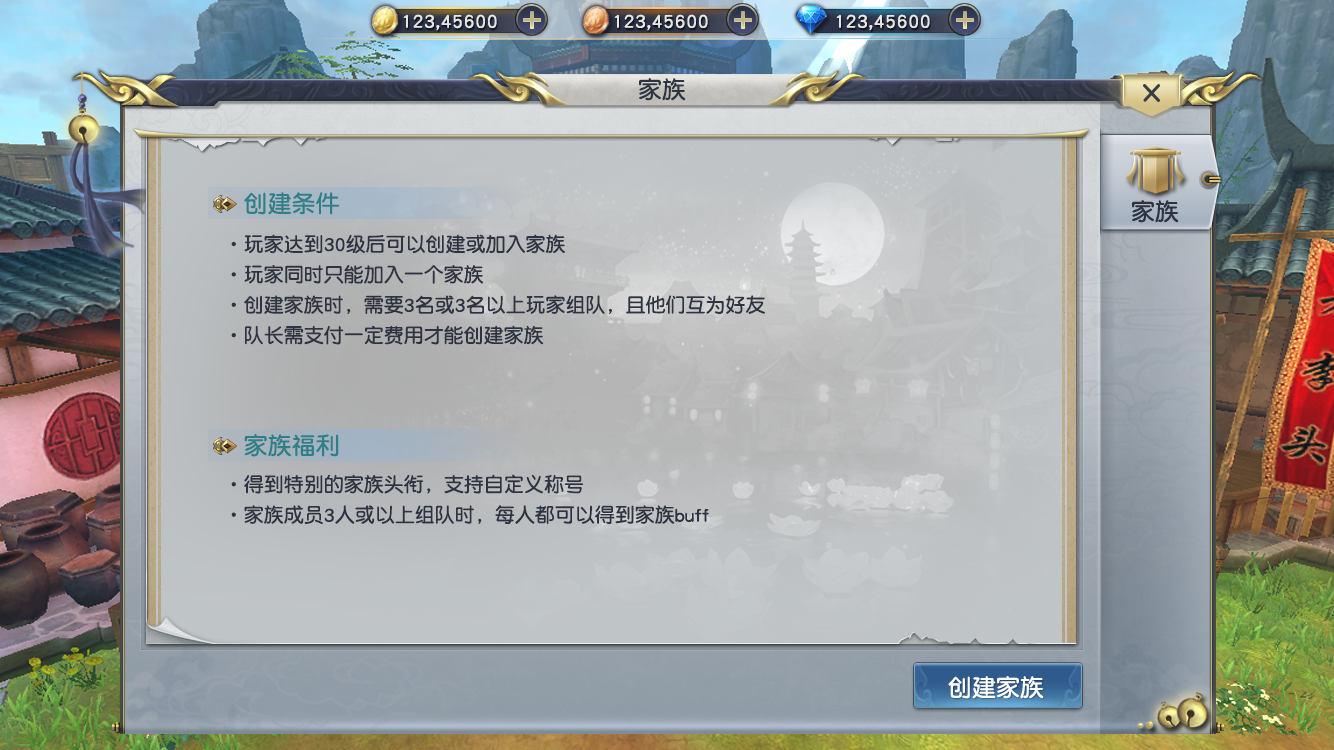 123,45600
123,45600
123,45600
家族
家族
创建条件
·玩家达到30级后可以创建或加入家族
·玩家同时只能加入一个家族
·创建家族时，需要3名或3名以上玩家组队，且他们互为好友
·队长需支付一定费用才能创建家族
家族福利
·得到特别的家族头衔，支持自定义称号
·家族成员3人或以上组队时，每人都可以得到家族buff
创建家族
李
头